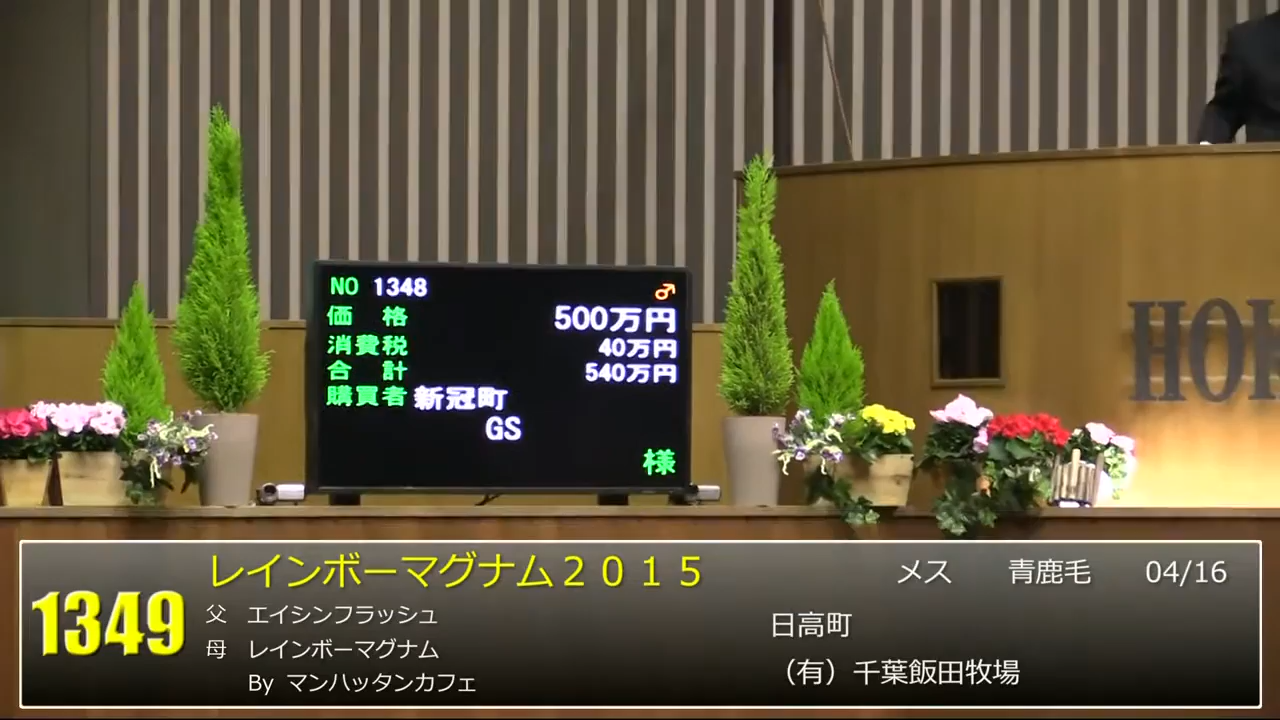 NO 1348 ♂
価格 500万円
消費税 40万円
合計 540万円
購買者 新冠町
GS
様
HOK
1349
レインボーマグナム２０１５ メス 青鹿毛 04/16
父 エイシンフラッシュ
母 レインボーマグナム
By マンハッタンカフェ
日高町
（有）千葉飯田牧場